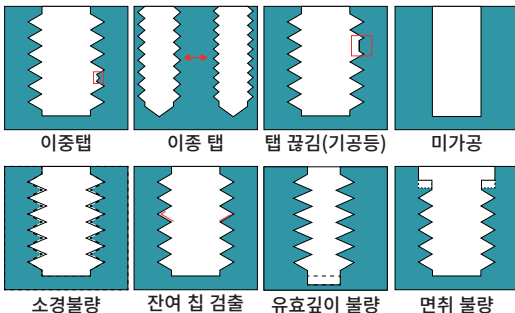 이중탭
이종 탭
탭 끊김(기공등)
미가공
소경불량
잔여 칩 검출
유효깊이 불량
면취 불량